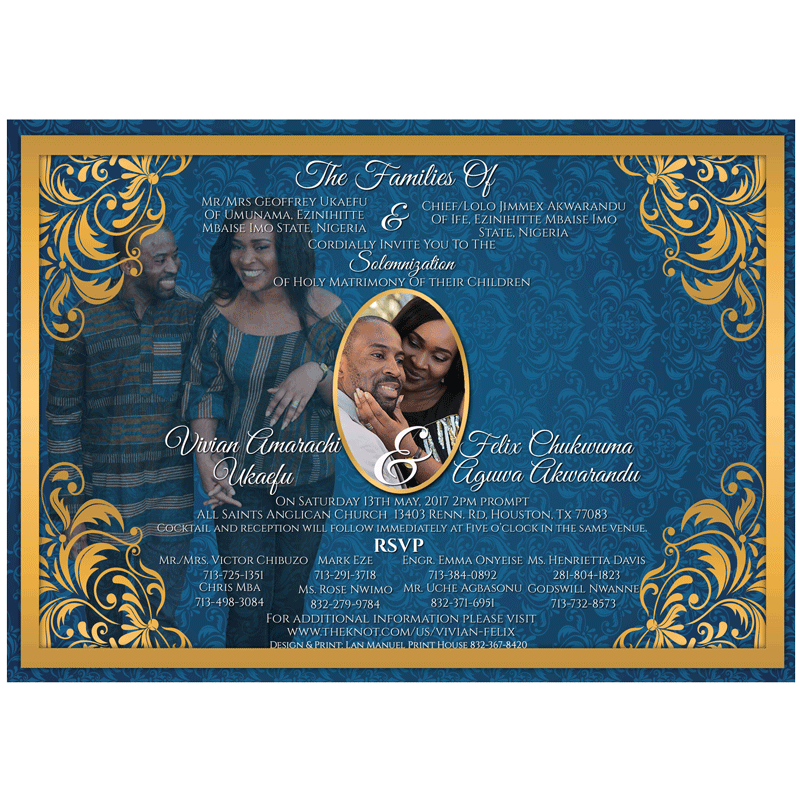 The Families Of
Mr/Mrs Geoffrey Ukaefu
Of Umunama, Ezinihitte
Mbaise Imo State, Nigeria
&
Chief/Lolo Jimmex Akwarandu
Of Ife, Ezinihitte Mbaise Imo
State, Nigeria
Cordially Invite You To The
Solemnization
Of Holy Matrimony Of their Children
Vivian Amarachi
Ukaefu
&
Felix Chukwuma
Aguwa Akwarandu
On Saturday 13th may, 2017 2pm prompt
All Saints Anglican Church 13403 Renn. Rd, Houston, Tx 77083
Cocktail and reception will follow immediately at Five o'clock in the same venue.
RSVP
Mr./Mrs. Victor Chibuzo
713-725-1351
Chris Mba
713-498-3084
Mark Eze
713-291-3718
Ms. Rose Nwimo
832-279-9784
Engr. Emma Onyeise
713-384-0892
Mr. Uche Agbasonu
832-371-6951
Ms. Henrietta Davis
281-804-1823
Godswill Nwanne
713-732-8573
For additional information please visit
www.theknot.com/us/vivian-felix
Design & Print: Lan Manuel Print House 832-367-8420